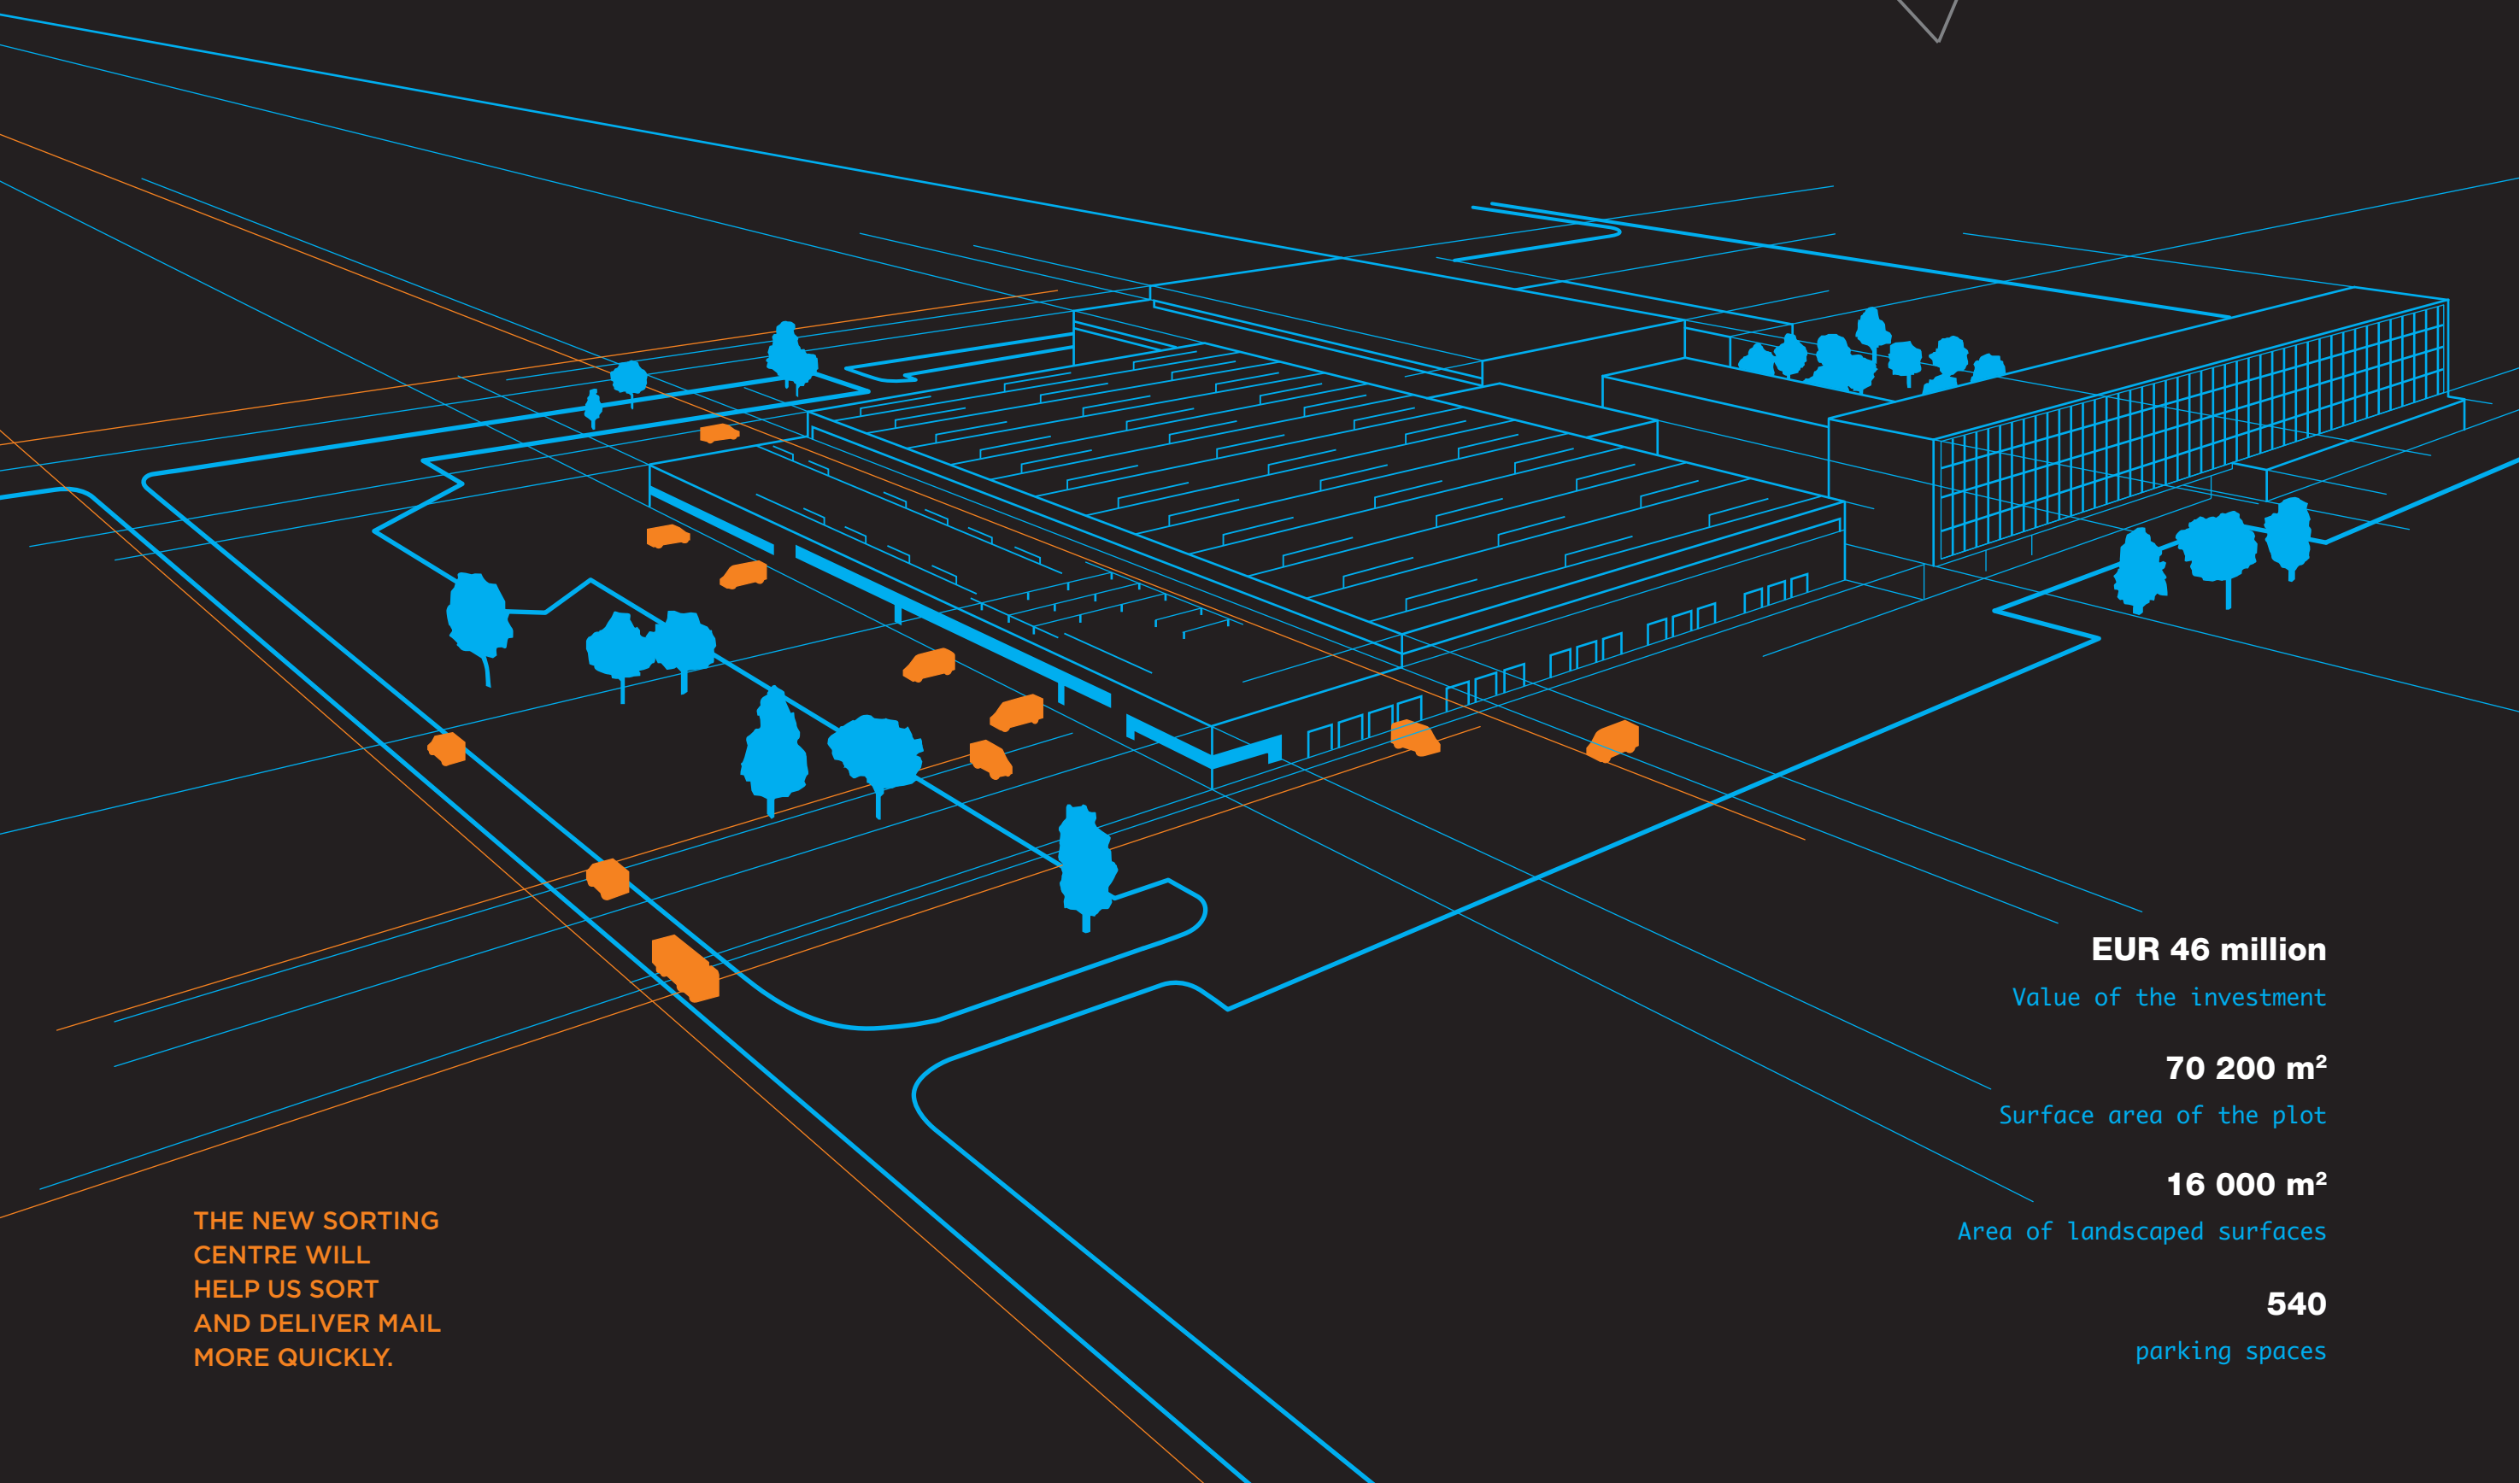 EUR 46 million
Value of the investment
70 200 m²
Surface area of the plot
16 000 m²
Area of landscaped surfaces
540
parking spaces
THE NEW SORTING
CENTRE WILL
HELP US SORT
AND DELIVER MAIL
MORE QUICKLY.